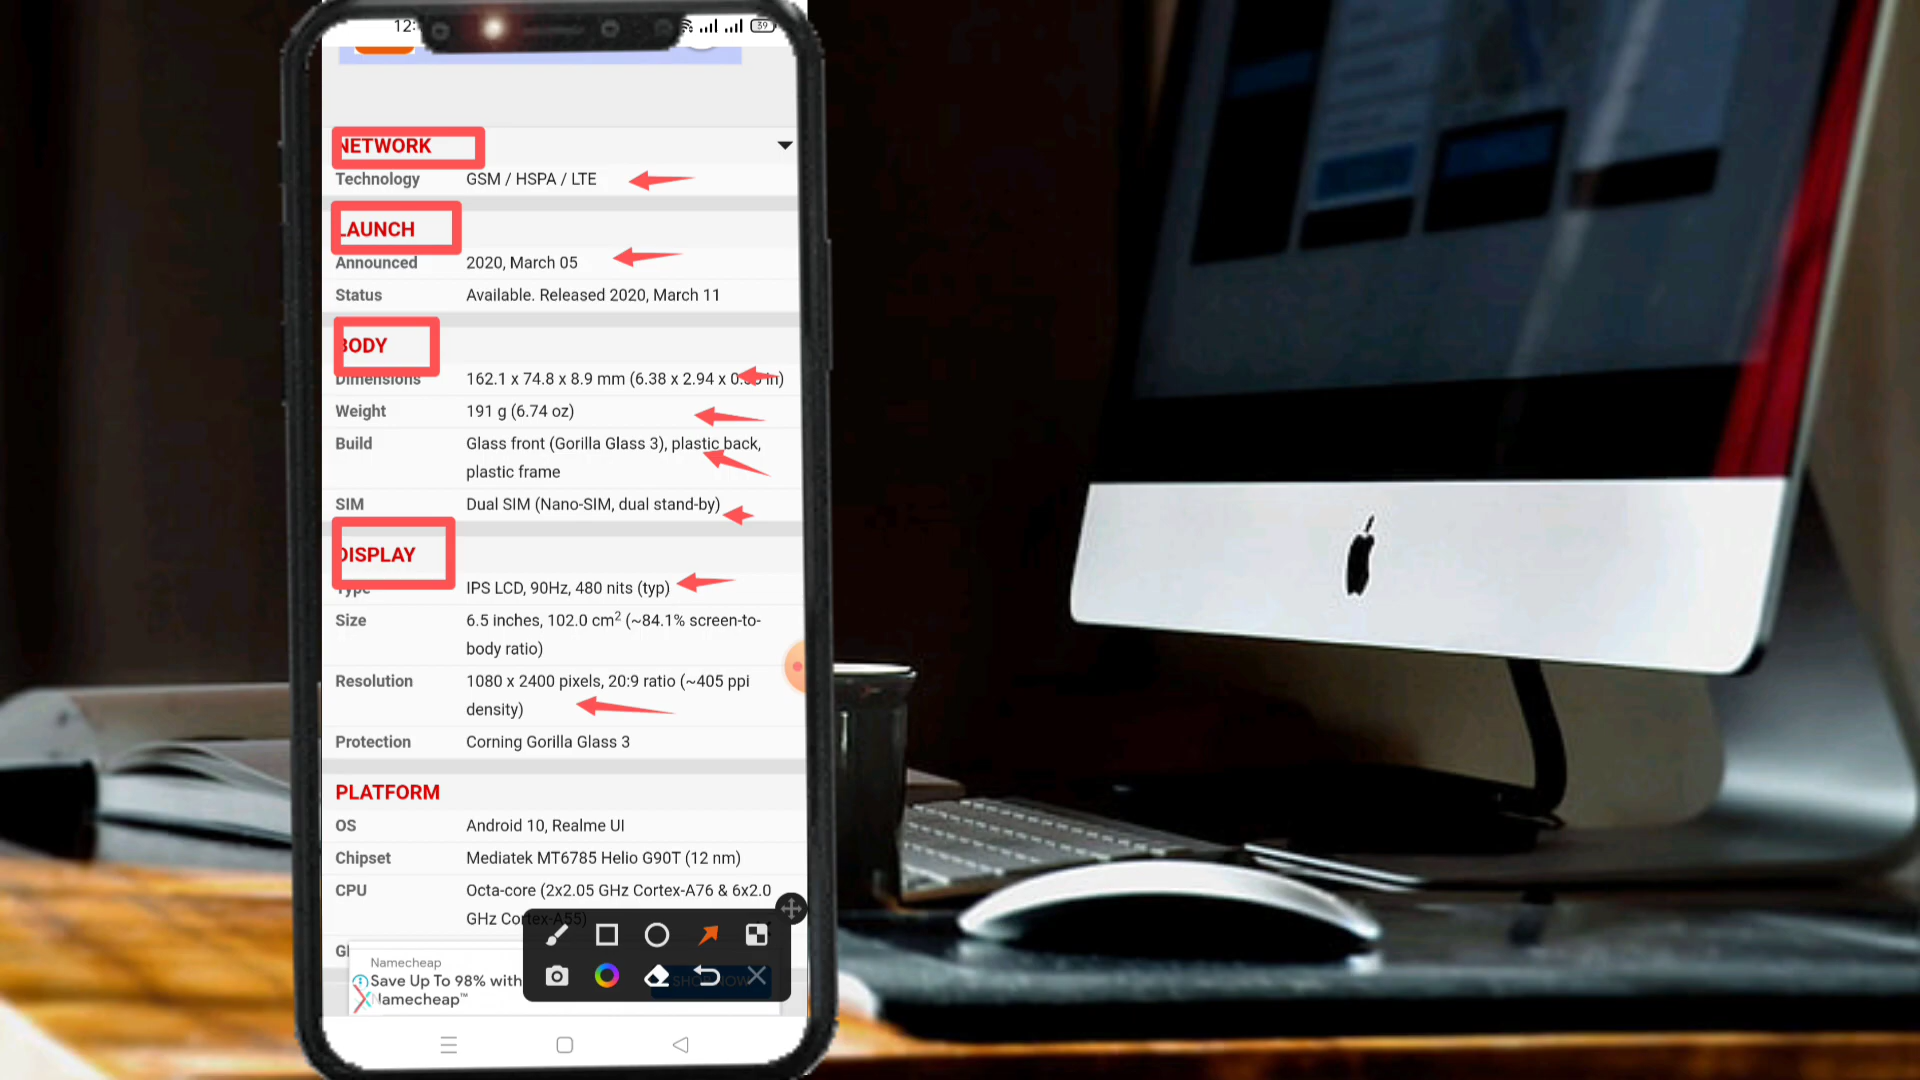 12:
39
NETWORK
Technology GSM / HSPA / LTE
LAUNCH
Announced 2020, March 05
Status Available. Released 2020, March 11
BODY
Dimensions 162.1 x 74.8 x 8.9 mm (6.38 x 2.94 x in)
Weight 191 g (6.74 oz)
Build Glass front (Gorilla Glass 3), plastic back,
plastic frame
SIM Dual SIM (Nano-SIM, dual stand-by)
DISPLAY
Type IPS LCD, 90Hz, 480 nits (typ)
Size 6.5 inches, 102.0 cm² (~84.1% screen-to-
body ratio)
Resolution 1080 x 2400 pixels, 20:9 ratio (~405 ppi
density)
Protection Corning Gorilla Glass 3
PLATFORM
OS Android 10, Realme UI
Chipset Mediatek MT6785 Helio G90T (12 nm)
CPU Octa-core (2x2.05 GHz Cortex-A76 & 6x2.0
GHz Cortex-A55)
Namecheap
Save Up To 98% with
Namecheap™
SHOP NOW